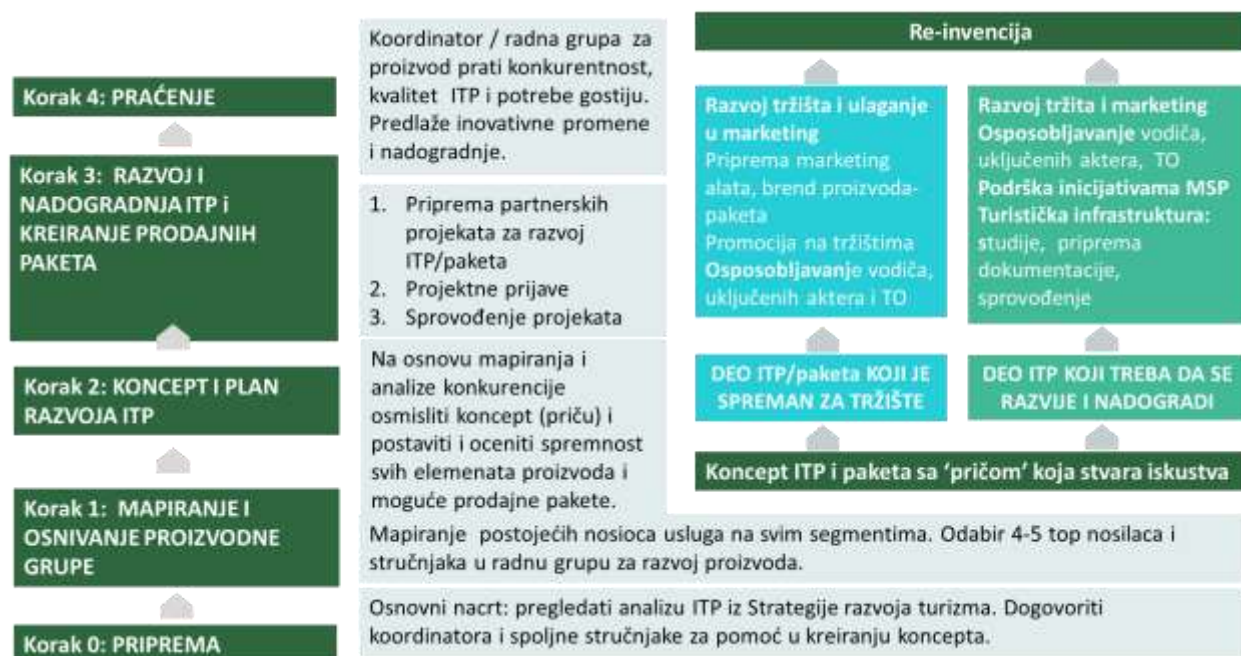 Korak 4: PRAĆENJE
Korak 3:  RAZVOJ I
NADOGRADNJA ITP i
KREIRANJE PRODAJNIH
PAKETA
Korak 2: KONCEPT I PLAN
RAZVOJA ITP
Korak 1:  MAPIRANJE I
OSNIVANJE PROIZVODNE
GRUPE
Korak 0: PRIPREMA
Koordinator / radna grupa  za
proizvod prati konkurentnost,
kvalitet  ITP i potrebe gostiju.
Predlaže inovativne promene
i nadogradnje.
1. Priprema partnerskih
projekata za razvoj
ITP/paketa
2. Projektne prijave
3. Sprovođenje projekata
Na osnovu mapiranja i
analize konkurencije
osmisliti koncept (priču) i
postaviti i oceniti spremnost
svih elemenata proizvoda i
moguće prodajne pakete.
Mapiranje  postojećih nosioca usluga na svim segmentima. Odabir 4-5 top nosilaca i
stručnjaka u radnu grupu za razvoj proizvoda.
Osnovni nacrt: pregledati analizu ITP iz Strategije razvoja turizma. Dogovoriti
koordinatora i spoljne stručnjake za pomoć u kreiranju koncepta.
Re-invencija
Razvoj tržišta i ulaganje
u marketing
Priprema marketing
alata, brend proizvoda-
paketa
Promocija na tržištima
Osposobljavanje vodiča,
uključenih aktera i TO
DEO ITP/paketa KOJI JE
SPREMAN ZA TRŽIŠTE
Razvoj tržita i marketing
Osposobljavanje vodiča,
uključenih  aktera, TO
Podrška inicijativama MSP
Turistička infrastruktura:
studije,  priprema
dokumentacije,
sprovođenje
DEO ITP KOJI TREBA DA SE
RAZVIJE I NADOGRADI
Koncept ITP i paketa sa 'pričom' koja stvara iskustva